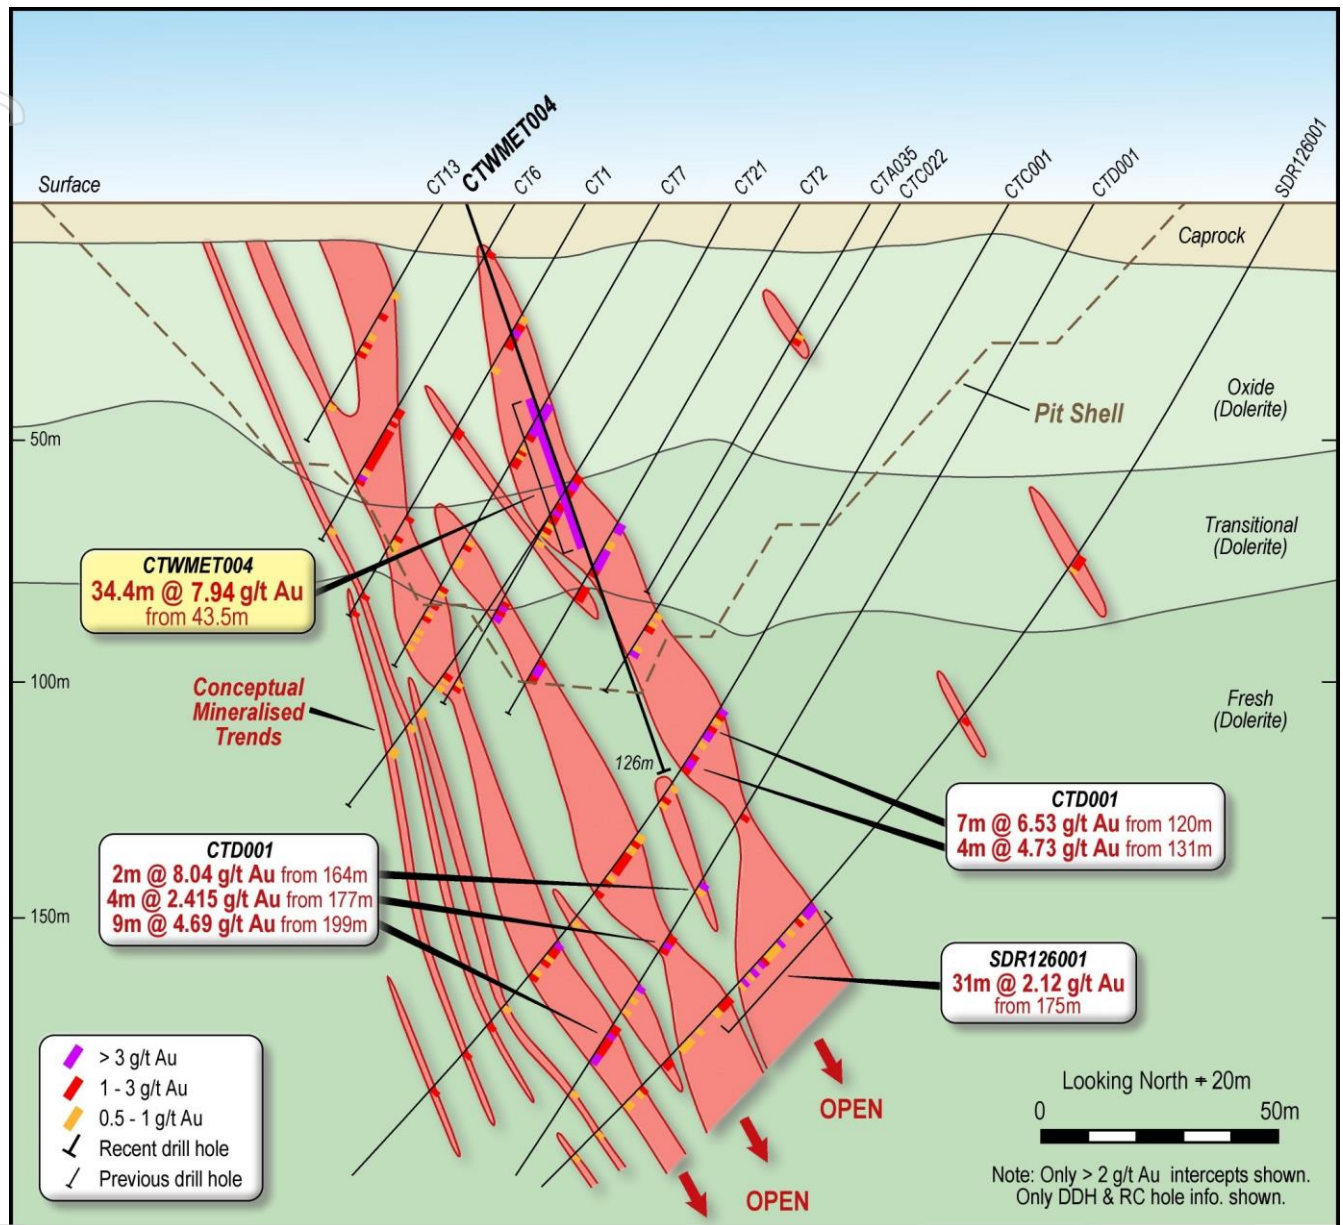 Surface
CT13
CTWMET004
CT6
CT1
CT7
CT21
CT2
CTA035
CTC022
CTC001
CTD001
SDR126001
Caprock
Oxide
(Dolerite)
Pit Shell
50m
Transitional
(Dolerite)
CTWMET004
34.4m @ 7.94 g/t Au
from 43.5m
100m
Conceptual
Mineralised
Trends
Fresh
(Dolerite)
126m
CTD001
7m @ 6.53 g/t Au from 120m
4m @ 4.73 g/t Au from 131m
CTD001
2m @ 8.04 g/t Au from 164m
4m @ 2.415 g/t Au from 177m
9m @ 4.69 g/t Au from 199m
150m
SDR126001
31m @ 2.12 g/t Au
from 175m
> 3 g/t Au
1 - 3 g/t Au
0.5 - 1 g/t Au
Recent drill hole
Previous drill hole
OPEN
OPEN
Looking North ± 20m
0 50m
Note: Only > 2 g/t Au intercepts shown.
Only DDH & RC hole info. shown.